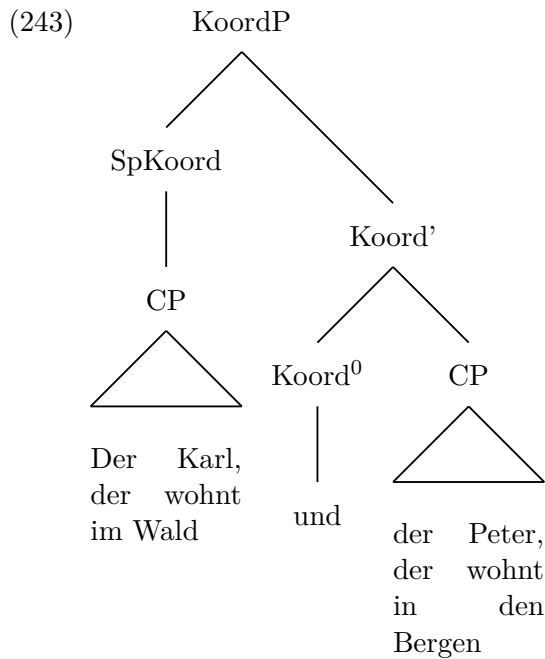 (243) KoordP
SpKoord
Koord'
CP
Koord⁰ CP
Der Karl,
der wohnt
im Wald
und
der Peter,
der wohnt
in den
Bergen